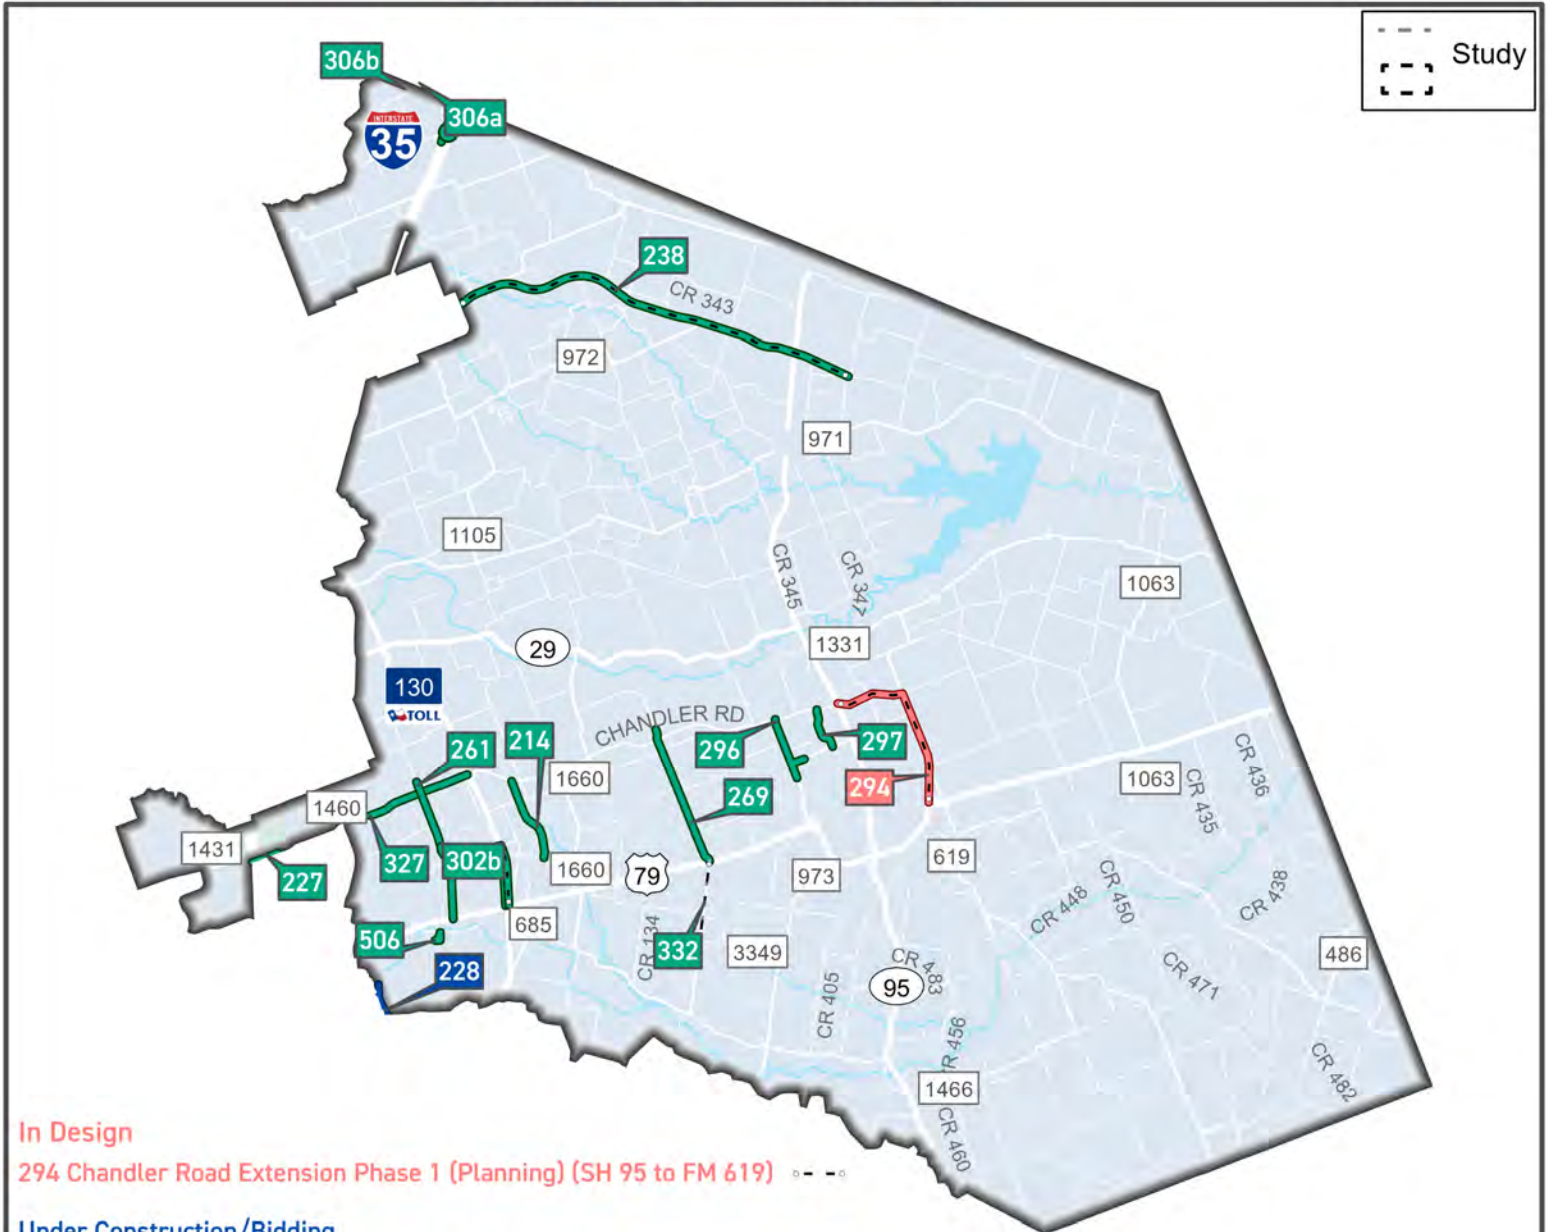 Study
306b
306a
INTERSTATE
35
238
CR 343
972
971
1105
CR 345
CR 347
1063
1331
29
130
TOLL
CHANDLER RD
261
214
1660
296
297
294
1063
CR 436
CR 435
269
1460
1431
327
302b
1660
79
973
619
227
CR 448
CR 450
CR 438
685
506
CR 134
332
3349
CR 483
486
228
95
CR 405
CR 471
CR 456
1466
CR 482
CR 460
In Design
294 Chandler Road Extension Phase 1 (Planning) (SH 95 to FM 619)
Under Construction/Bidding